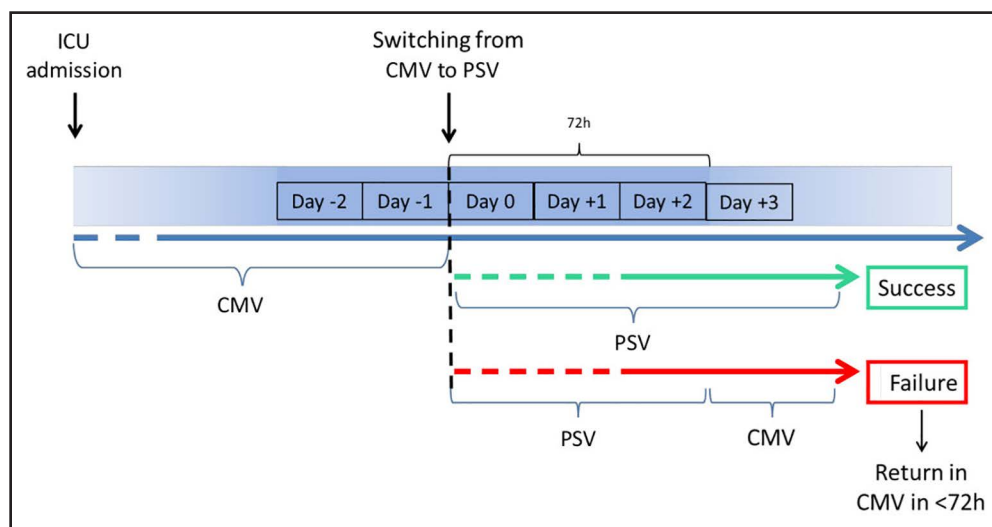 ICU
admission
Switching from
CMV to PSV
72h
Day -2
Day -1
Day 0
Day +1
Day +2
Day +3
CMV
Success
PSV
Failure
PSV
CMV
Return in
CMV in <72h